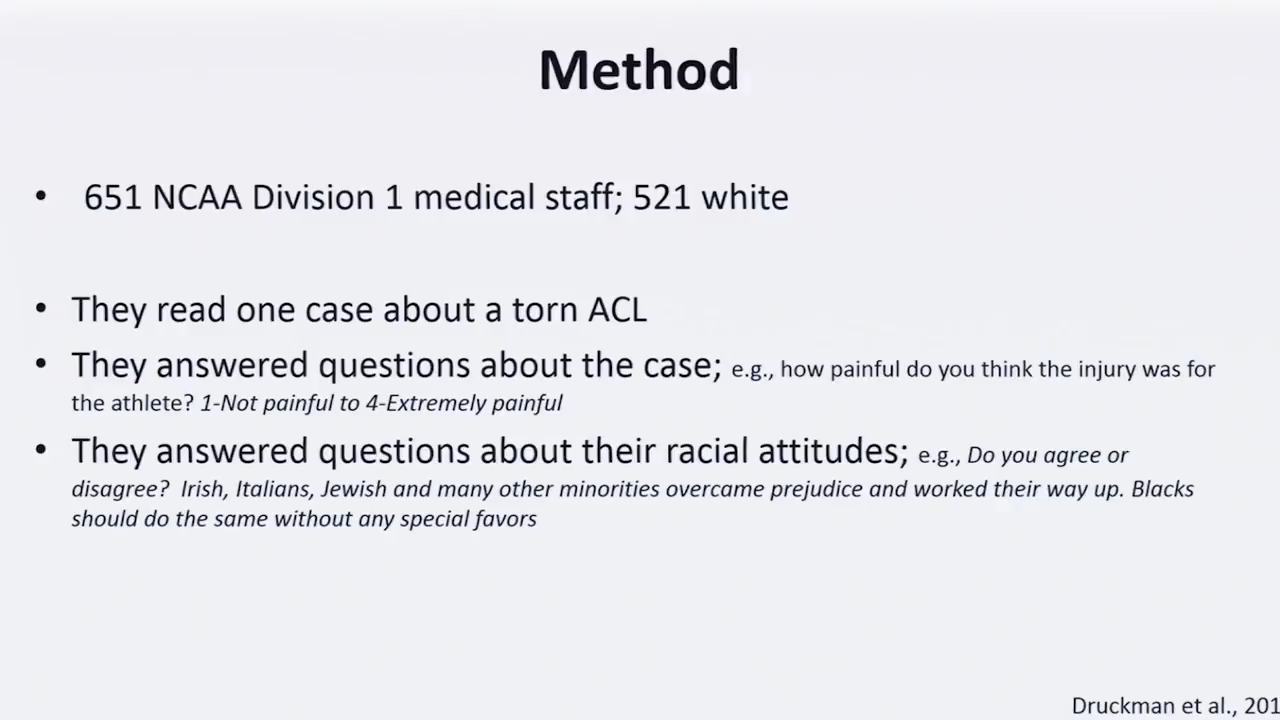 Method
• 651 NCAA Division 1 medical staff; 521 white
• They read one case about a torn ACL
• They answered questions about the case; e.g., how painful do you think the injury was for
the athlete? 1-Not painful to 4-Extremely painful
• They answered questions about their racial attitudes; e.g., Do you agree or
disagree? Irish, Italians, Jewish and many other minorities overcame prejudice and worked their way up. Blacks
should do the same without any special favors
Druckman et al., 201